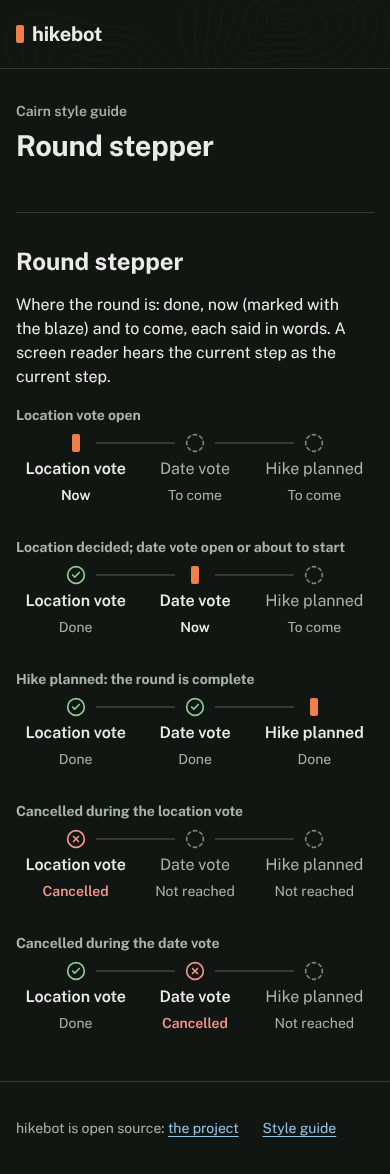 hikebot
Cairn style guide
Round stepper
Round stepper
Where the round is: done, now (marked with
the blaze) and to come, each said in words. A
screen reader hears the current step as the
current step.
Location vote open
Location vote Date vote Hike planned
Now To come To come
Location decided; date vote open or about to start
Location vote Date vote Hike planned
Done Now To come
Hike planned: the round is complete
Location vote Date vote Hike planned
Done Done Done
Cancelled during the location vote
Location vote Date vote Hike planned
Cancelled Not reached Not reached
Cancelled during the date vote
Location vote Date vote Hike planned
Done Cancelled Not reached
hikebot is open source: the project Style guide